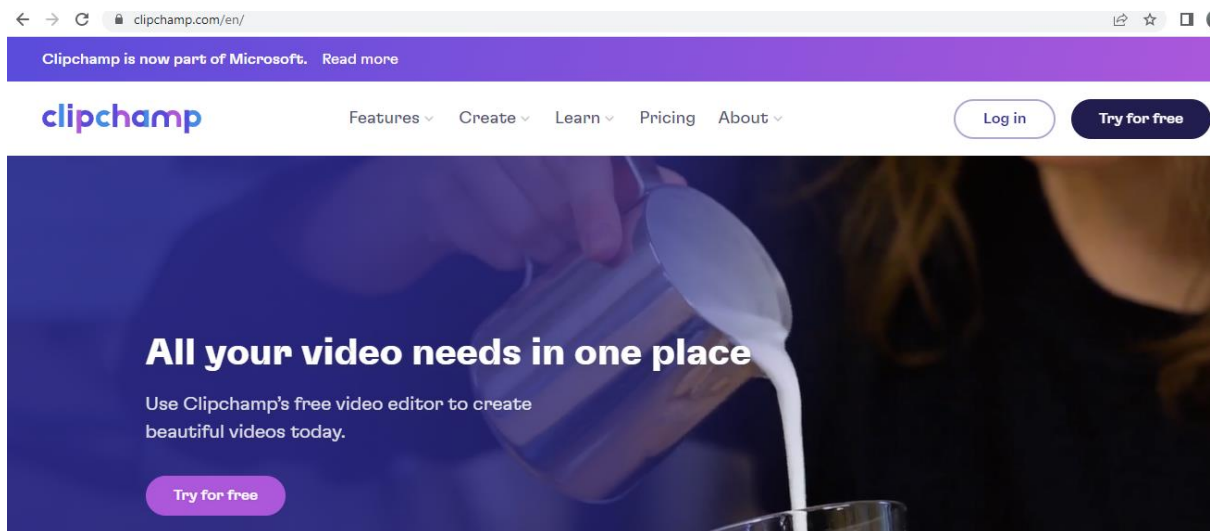 clipchamp.com/en/
Clipchamp is now part of Microsoft. Read more
clipchamp Features Create Learn Pricing About Log in Try for free
All your video needs in one place
Use Clipchamp's free video editor to create
beautiful videos today.
Try for free